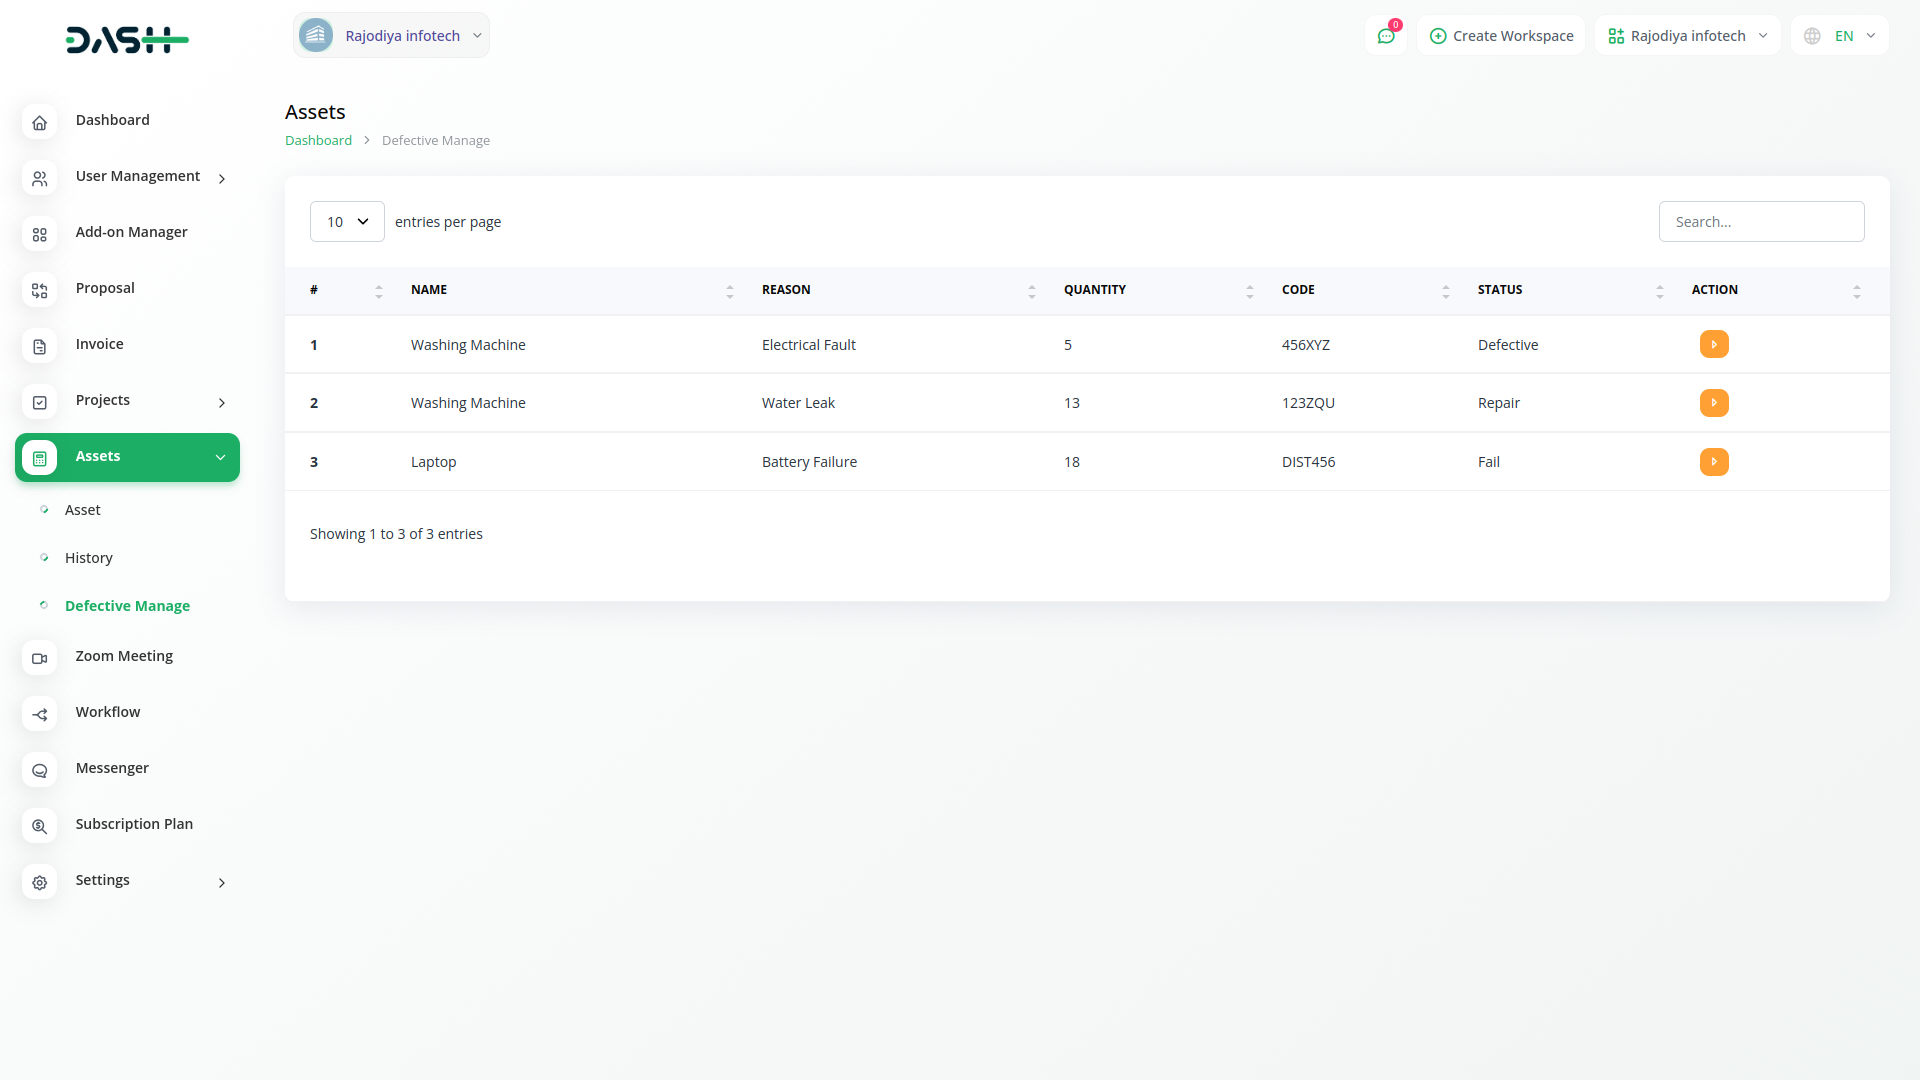 DASH
Rajodiya infotech
0
Create Workspace
Rajodiya infotech
EN
Dashboard
User Management
Add-on Manager
Proposal
Invoice
Projects
Assets
Asset
History
Defective Manage
Zoom Meeting
Workflow
Messenger
Subscription Plan
Settings
Assets
Dashboard > Defective Manage
10 entries per page
Search...
# NAME REASON QUANTITY CODE STATUS ACTION
1 Washing Machine Electrical Fault 5 456XYZ Defective
2 Washing Machine Water Leak 13 123ZQU Repair
3 Laptop Battery Failure 18 DIST456 Fail
Showing 1 to 3 of 3 entries